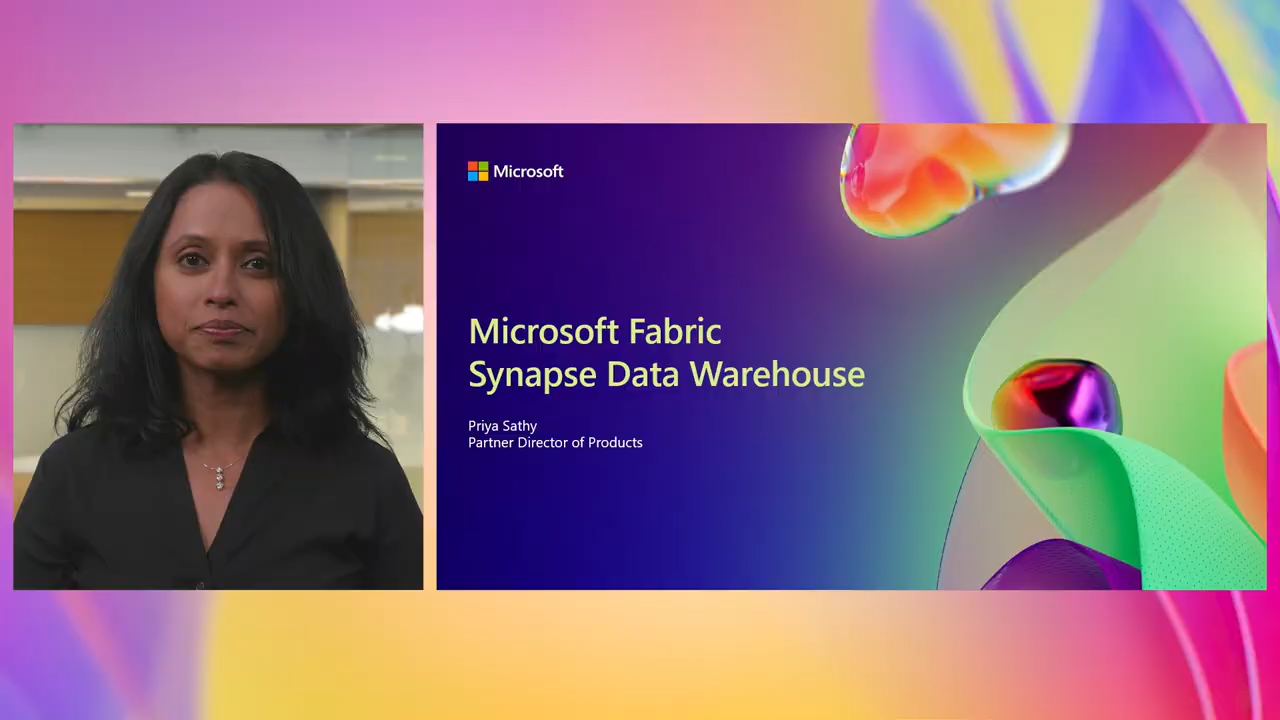 Microsoft
Microsoft Fabric
Synapse Data Warehouse
Priya Sathy
Partner Director of Products